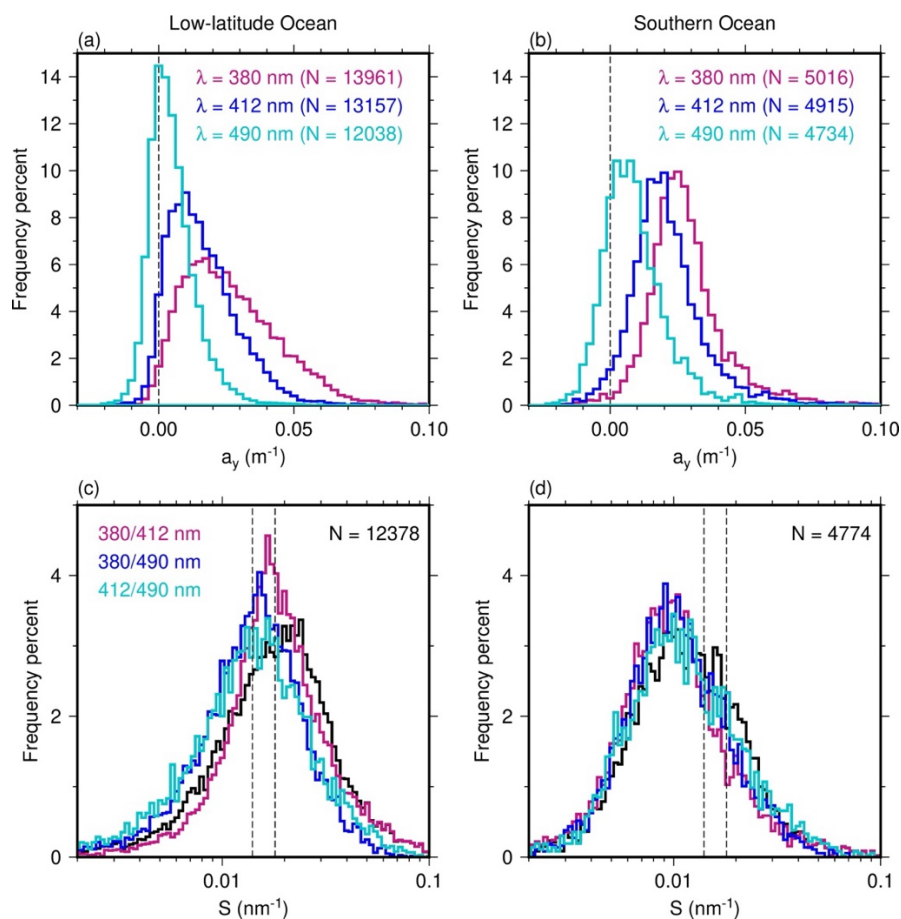 Low-latitude Ocean
Southern Ocean
(a)
(b)
λ = 380 nm (N = 13961)
λ = 412 nm (N = 13157)
λ = 490 nm (N = 12038)
λ = 380 nm (N = 5016)
λ = 412 nm (N = 4915)
λ = 490 nm (N = 4734)
14
12
10
8
6
4
2
0
Frequency percent
14
12
10
8
6
4
2
0
Frequency percent
0.00 0.05 0.10
a_y (m⁻¹)
0.00 0.05 0.10
a_y (m⁻¹)
(c)
(d)
380/412 nm
380/490 nm
412/490 nm
N = 12378
N = 4774
4
2
0
Frequency percent
4
2
0
Frequency percent
0.01 0.1
S (nm⁻¹)
0.01 0.1
S (nm⁻¹)